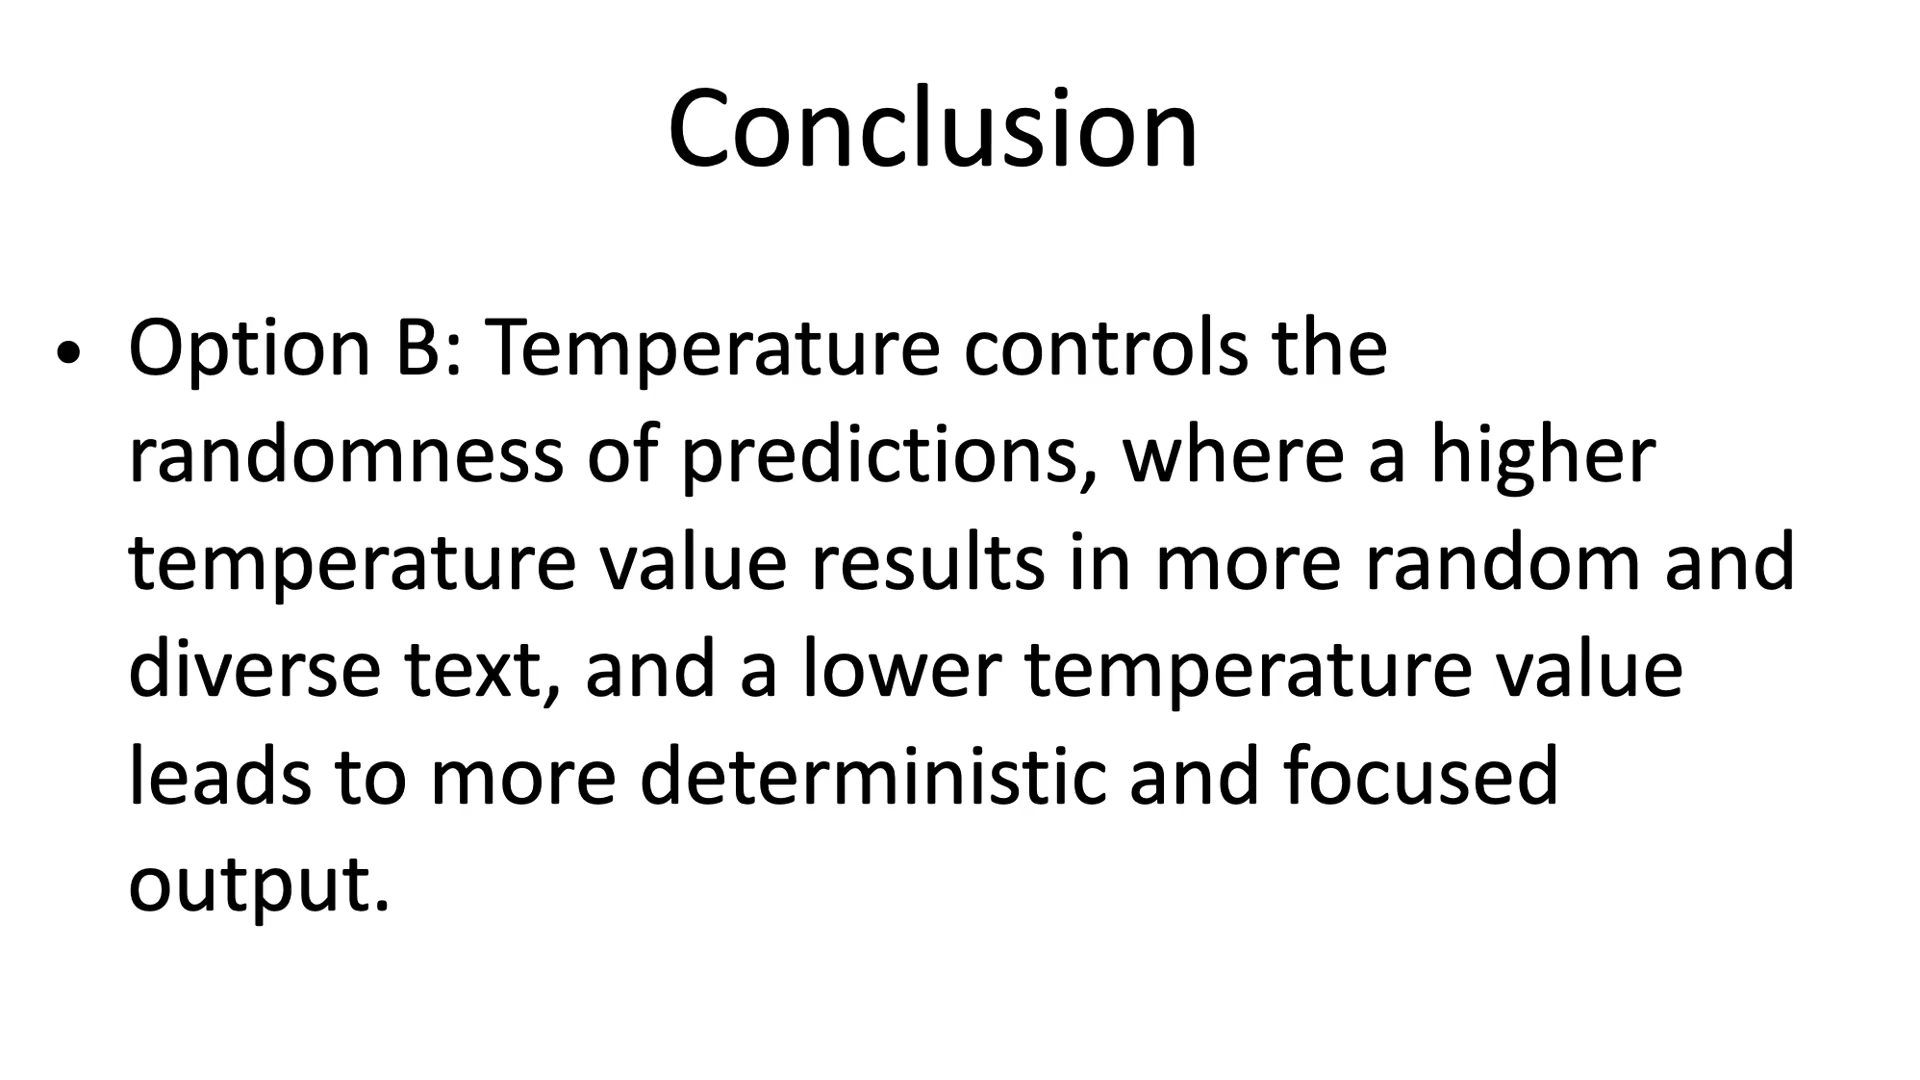 Conclusion
• Option B: Temperature controls the
randomness of predictions, where a higher
temperature value results in more random and
diverse text, and a lower temperature value
leads to more deterministic and focused
output.